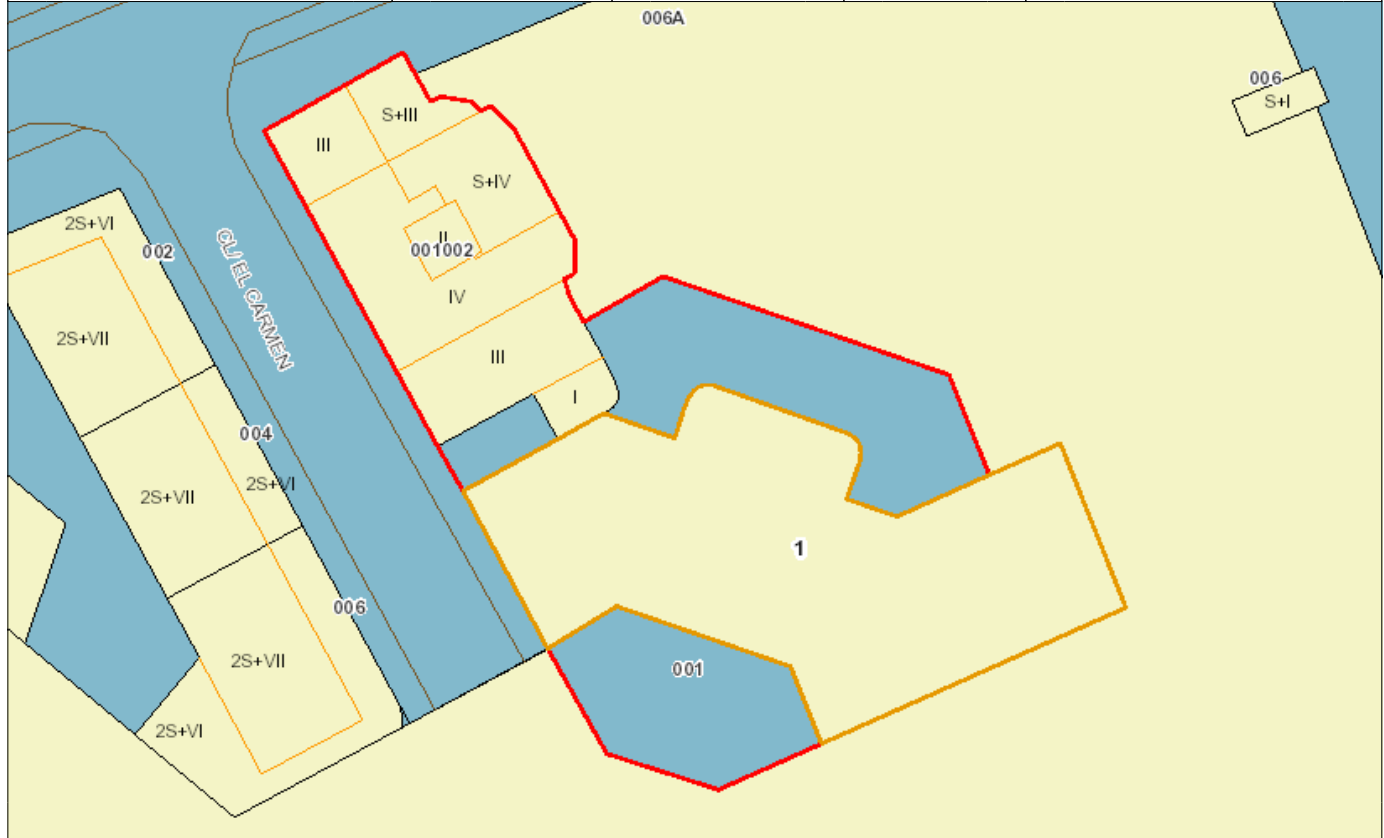 006A
006
S+I
S+III
III
S+IV
2S+VI
002
II
001002
CL/ EL CARMEN
IV
2S+VII
III
I
004
2S+VI
2S+VII
1
006
2S+VII
001
2S+VI